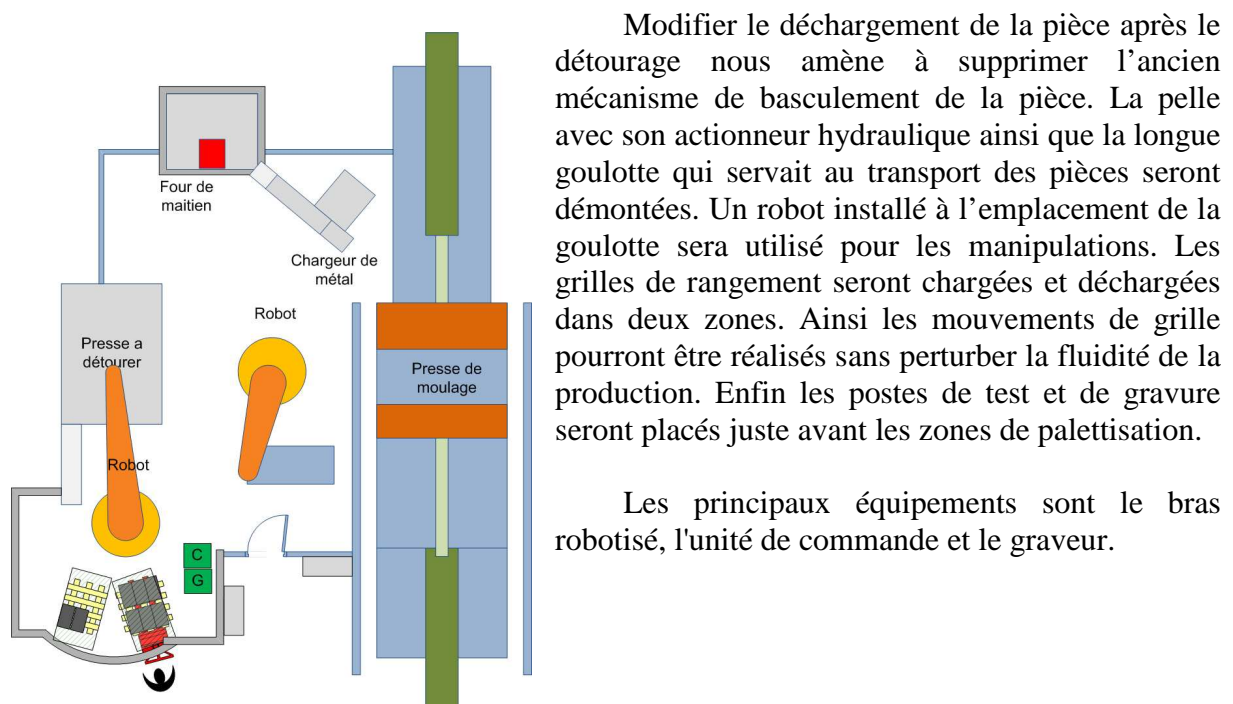 Modifier le déchargement de la pièce après le
détourage nous amène à supprimer l'ancien
mécanisme de basculement de la pièce. La pelle
avec son actionneur hydraulique ainsi que la longue
goulotte qui servait au transport des pièces seront
démontées. Un robot installé à l'emplacement de la
goulotte sera utilisé pour les manipulations. Les
grilles de rangement seront chargées et déchargées
dans deux zones. Ainsi les mouvements de grille
pourront être réalisés sans perturber la fluidité de la
production. Enfin les postes de test et de gravure
seront placés juste avant les zones de palettisation.
Les principaux équipements sont le bras
robotisé, l'unité de commande et le graveur.
Four de
maitien
Chargeur de
métal
Robot
Presse a
détourer
Presse de
moulage
Robot
C
G